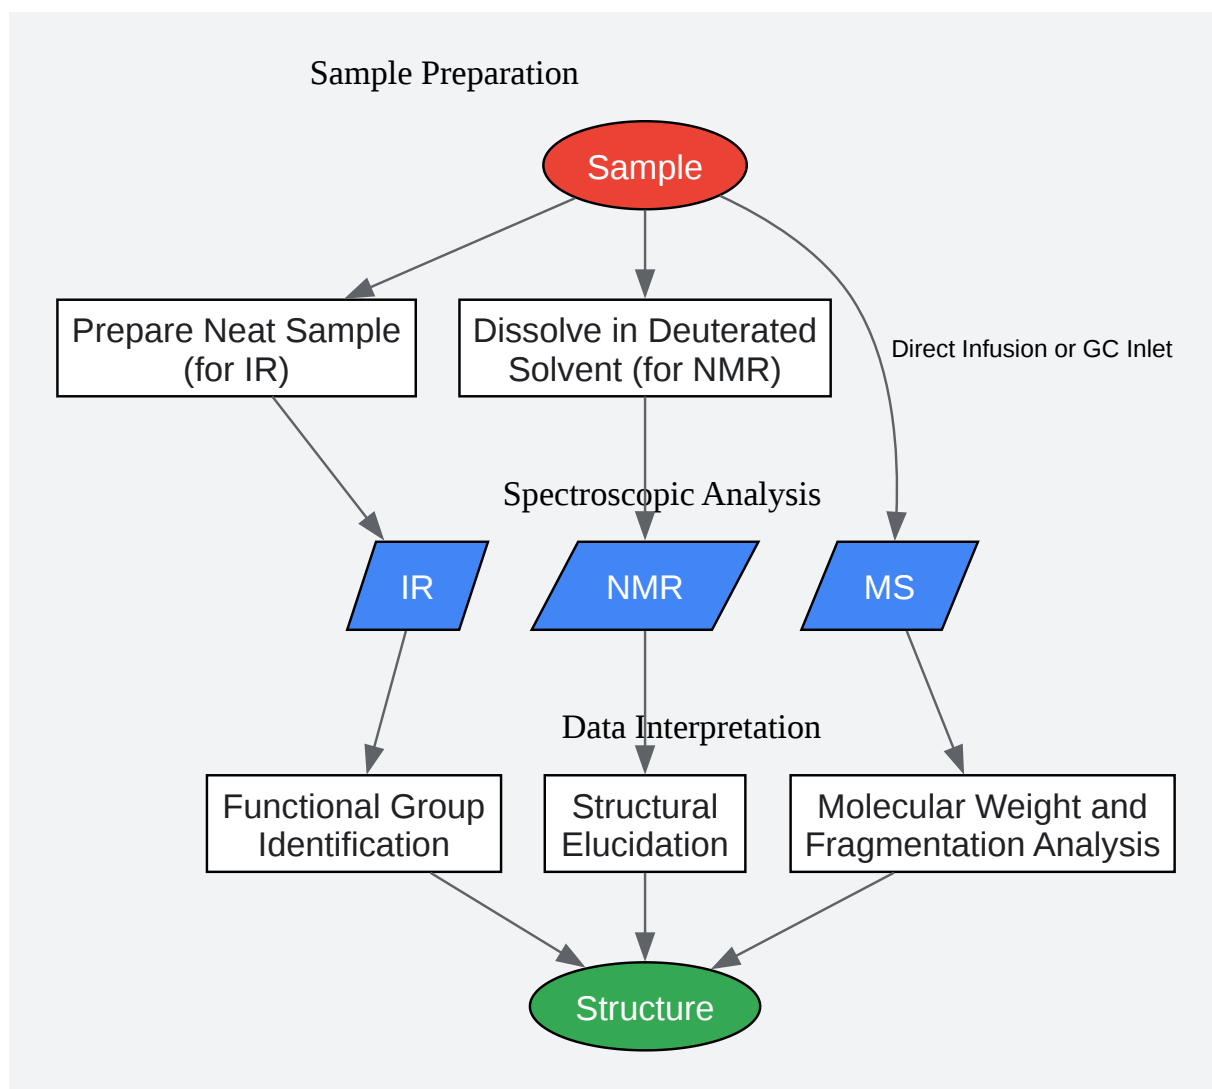 Sample Preparation
Sample
Prepare Neat Sample
(for IR)
Dissolve in Deuterated
Solvent (for NMR)
Direct Infusion or GC Inlet
Spectroscopic Analysis
IR
NMR
MS
Data Interpretation
Functional Group
Identification
Structural
Elucidation
Molecular Weight and
Fragmentation Analysis
Structure